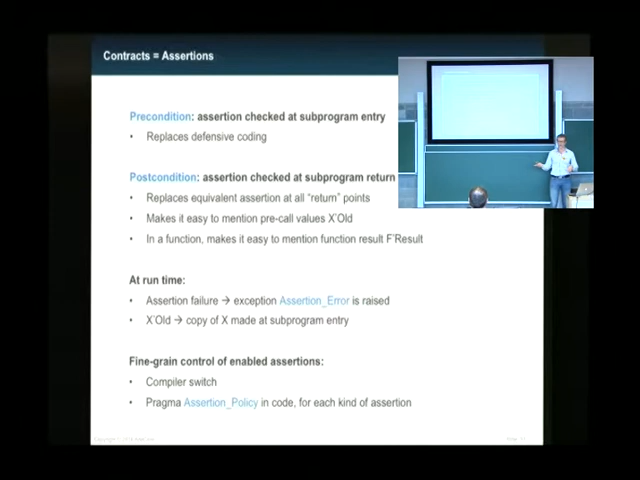 Contracts = Assertions
Precondition: assertion checked at subprogram entry
• Replaces defensive coding
Postcondition: assertion checked at subprogram return
• Replaces equivalent assertion at all "return" points
• Makes it easy to mention pre-call values X'Old
• In a function, makes it easy to mention function result F'Result
At run time:
• Assertion failure → exception Assertion_Error is raised
• X'Old → copy of X made at subprogram entry
Fine-grain control of enabled assertions:
• Compiler switch
• Pragma Assertion_Policy in code, for each kind of assertion